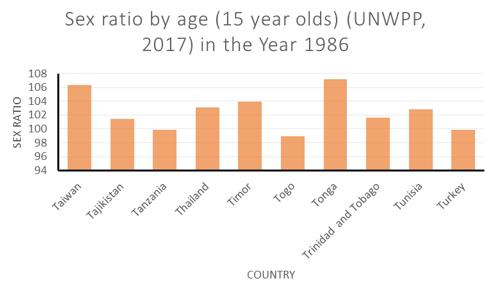 Sex ratio by age (15 year olds) (UNWPP,
2017) in the Year 1986
108
106
104
102
100
98
96
94
SEX RATIO
Taiwan
Tajikistan
Tanzania
Thailand
Timor
Togo
Tonga
Trinidad and Tobago
Tunisia
Turkey
COUNTRY